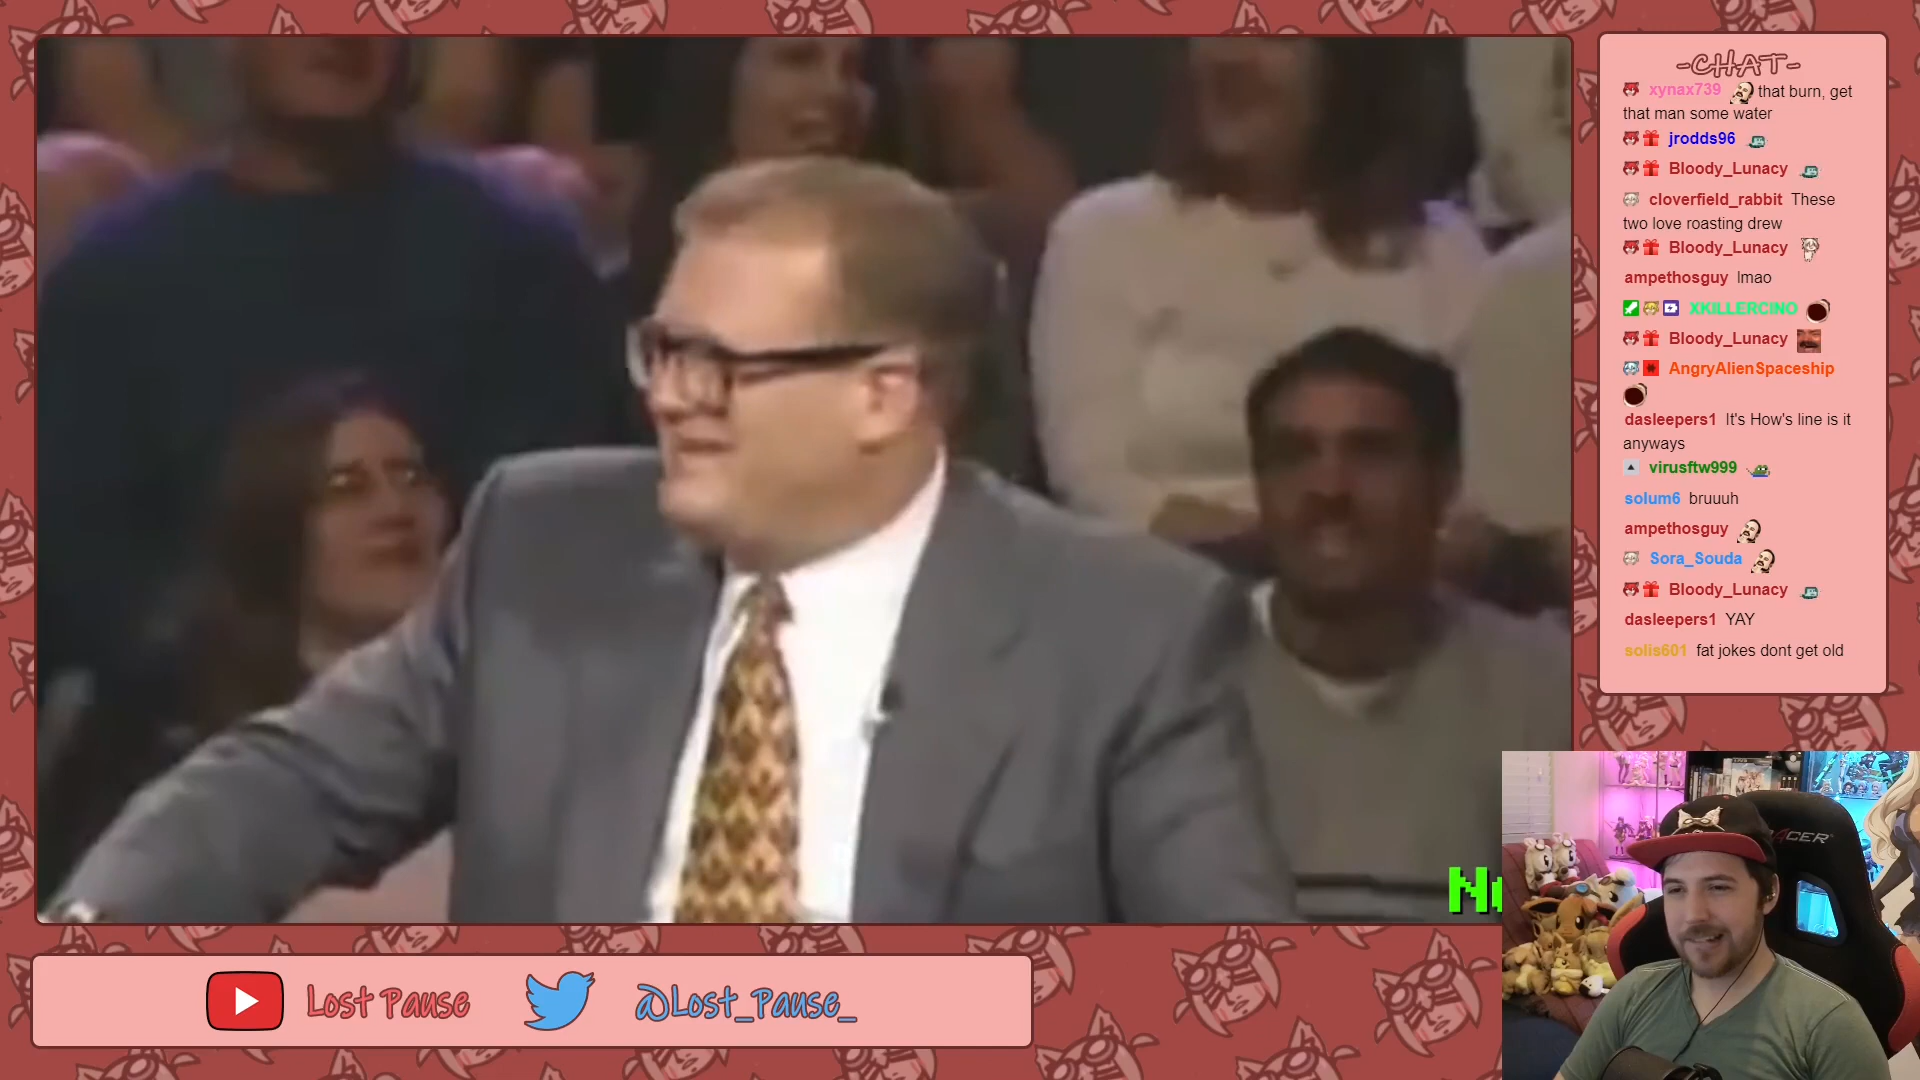 -CHAT-
xynax739 that burn, get
that man some water
jrodds96
Bloody_Lunacy
cloverfield_rabbit These
two love roasting drew
Bloody_Lunacy
ampethosguy lmao
XKILLERCINO
Bloody_Lunacy
AngryAlienSpaceship
dasleepers1 It's How's line is it
anyways
virusftw999
solum6 bruuuh
ampethosguy
Sora_Souda
Bloody_Lunacy
dasleepers1 YAY
solis601 fat jokes dont get old
Lost Pause
@Lost_Pause_